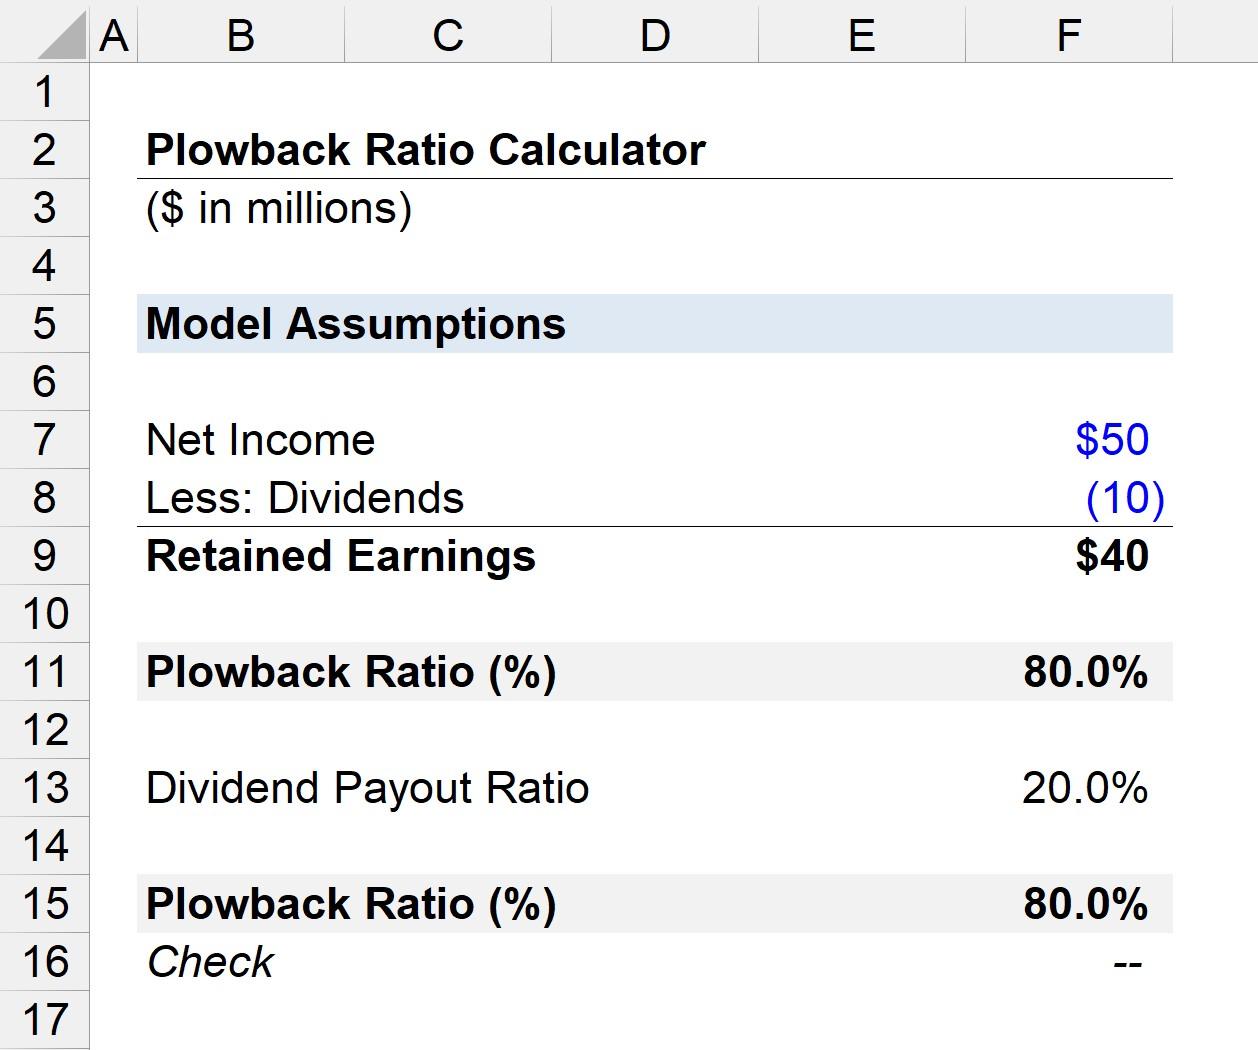 A B C D E F
1
2 Plowback Ratio Calculator
3 ($ in millions)
4
5 Model Assumptions
6
7 Net Income $50
8 Less: Dividends (10)
9 Retained Earnings $40
10
11 Plowback Ratio (%) 80.0%
12
13 Dividend Payout Ratio 20.0%
14
15 Plowback Ratio (%) 80.0%
16 Check --
17